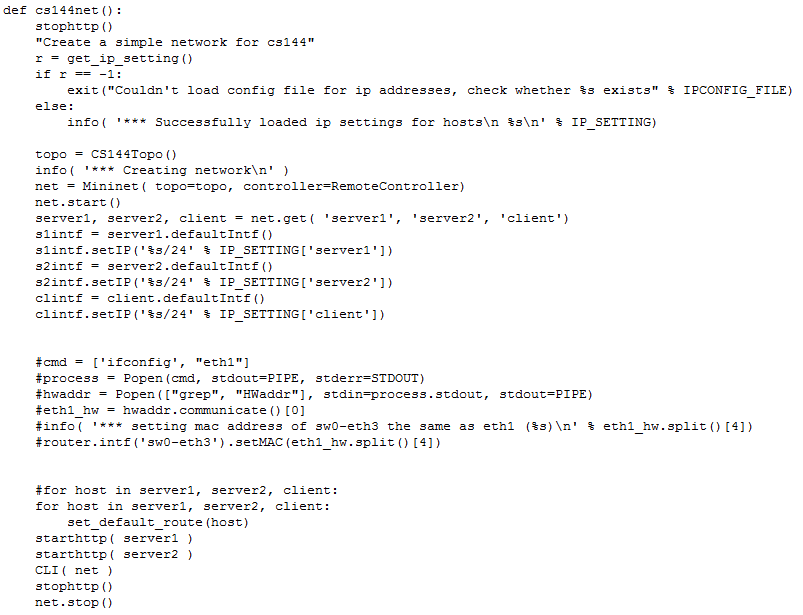 def cs144net():
    stophttp()
    "Create a simple network for cs144"
    r = get_ip_setting()
    if r == -1:
        exit("Couldn't load config file for ip addresses, check whether %s exists" % IPCONFIG_FILE)
    else:
        info( '*** Successfully loaded ip settings for hosts\n %s\n' % IP_SETTING)

    topo = CS144Topo()
    info( '*** Creating network\n' )
    net = Mininet( topo=topo, controller=RemoteController)
    net.start()
    server1, server2, client = net.get( 'server1', 'server2', 'client')
    s1intf = server1.defaultIntf()
    s1intf.setIP('%s/24' % IP_SETTING['server1'])
    s2intf = server2.defaultIntf()
    s2intf.setIP('%s/24' % IP_SETTING['server2'])
    clintf = client.defaultIntf()
    clintf.setIP('%s/24' % IP_SETTING['client'])


    #cmd = ['ifconfig', "eth1"]
    #process = Popen(cmd, stdout=PIPE, stderr=STDOUT)
    #hwaddr = Popen(["grep", "HWaddr"], stdin=process.stdout, stdout=PIPE)
    #eth1_hw = hwaddr.communicate()[0]
    #info( '*** setting mac address of sw0-eth3 the same as eth1 (%s)\n' % eth1_hw.split()[4])
    #router.intf('sw0-eth3').setMAC(eth1_hw.split()[4])


    #for host in server1, server2, client:
    for host in server1, server2, client:
        set_default_route(host)
    starthttp( server1 )
    starthttp( server2 )
    CLI( net )
    stophttp()
    net.stop()